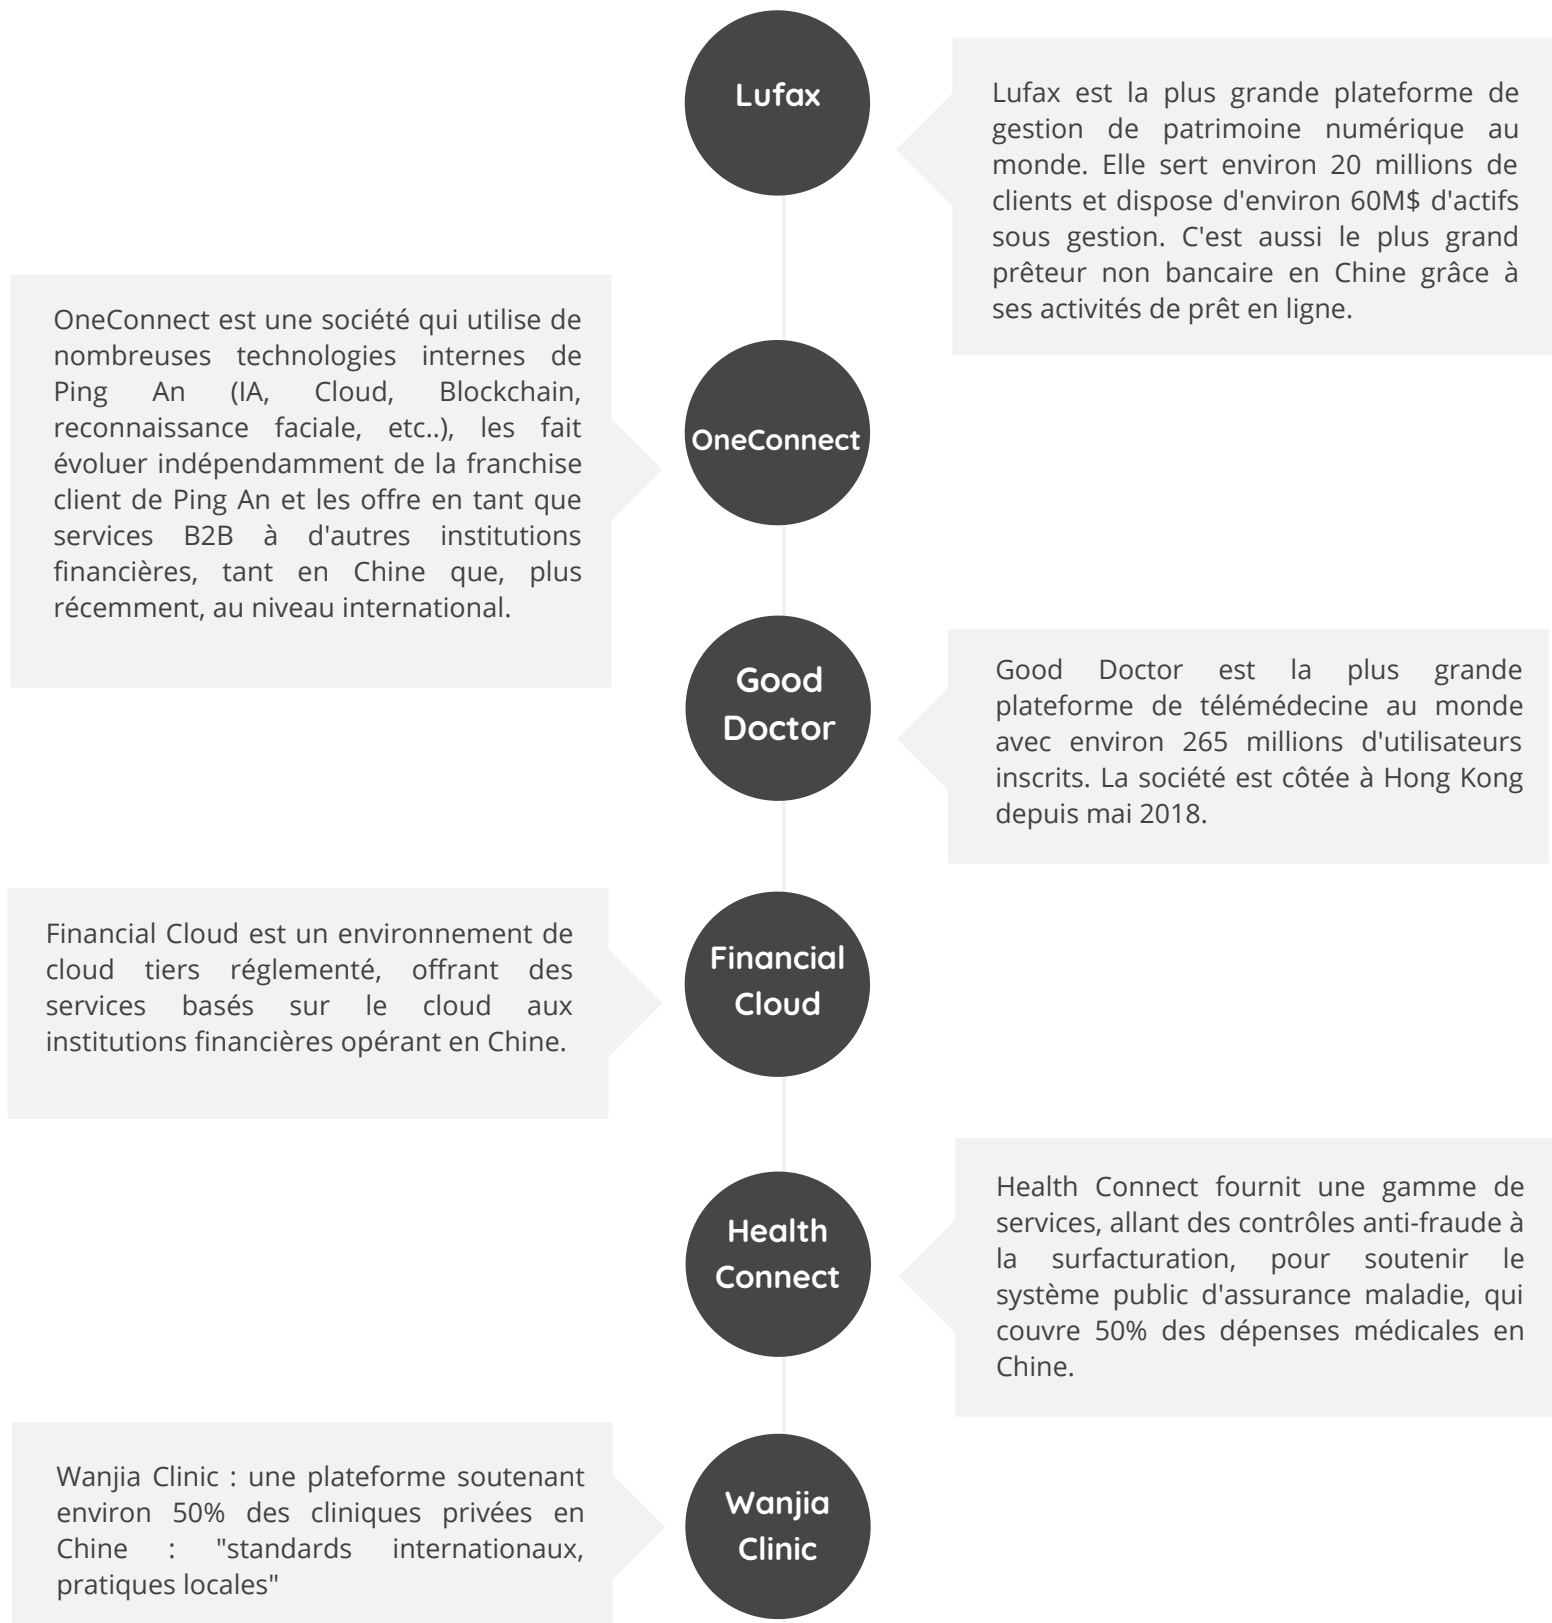 Lufax
Lufax est la plus grande plateforme de
gestion de patrimoine numérique au
monde. Elle sert environ 20 millions de
clients et dispose d'environ 60M$ d'actifs
sous gestion. C'est aussi le plus grand
prêteur non bancaire en Chine grâce à
ses activités de prêt en ligne.
OneConnect est une société qui utilise de
nombreuses technologies internes de
Ping An (IA, Cloud, Blockchain,
reconnaissance faciale, etc..), les fait
évoluer indépendamment de la franchise
client de Ping An et les offre en tant que
services B2B à d'autres institutions
financières, tant en Chine que, plus
récemment, au niveau international.
OneConnect
Good
Doctor
Good Doctor est la plus grande
plateforme de télémédecine au monde
avec environ 265 millions d'utilisateurs
inscrits. La société est côtée à Hong Kong
depuis mai 2018.
Financial Cloud est un environnement de
cloud tiers réglementé, offrant des
services basés sur le cloud aux
institutions financières opérant en Chine.
Financial
Cloud
Health
Connect
Health Connect fournit une gamme de
services, allant des contrôles anti-fraude à
la surfacturation, pour soutenir le
système public d'assurance maladie, qui
couvre 50% des dépenses médicales en
Chine.
Wanjia Clinic : une plateforme soutenant
environ 50% des cliniques privées en
Chine : "standards internationaux,
pratiques locales"
Wanjia
Clinic